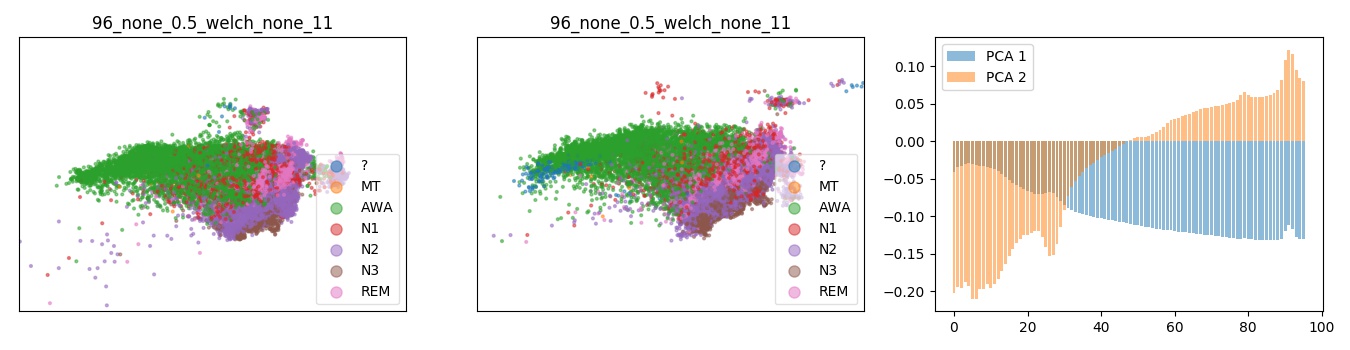 96_none_0.5_welch_none_11
?
MT
AWA
N1
N2
N3
REM
96_none_0.5_welch_none_11
?
MT
AWA
N1
N2
N3
REM
PCA 1
PCA 2
0.10
0.05
0.00
−0.05
−0.10
−0.15
−0.20
0 20 40 60 80 100